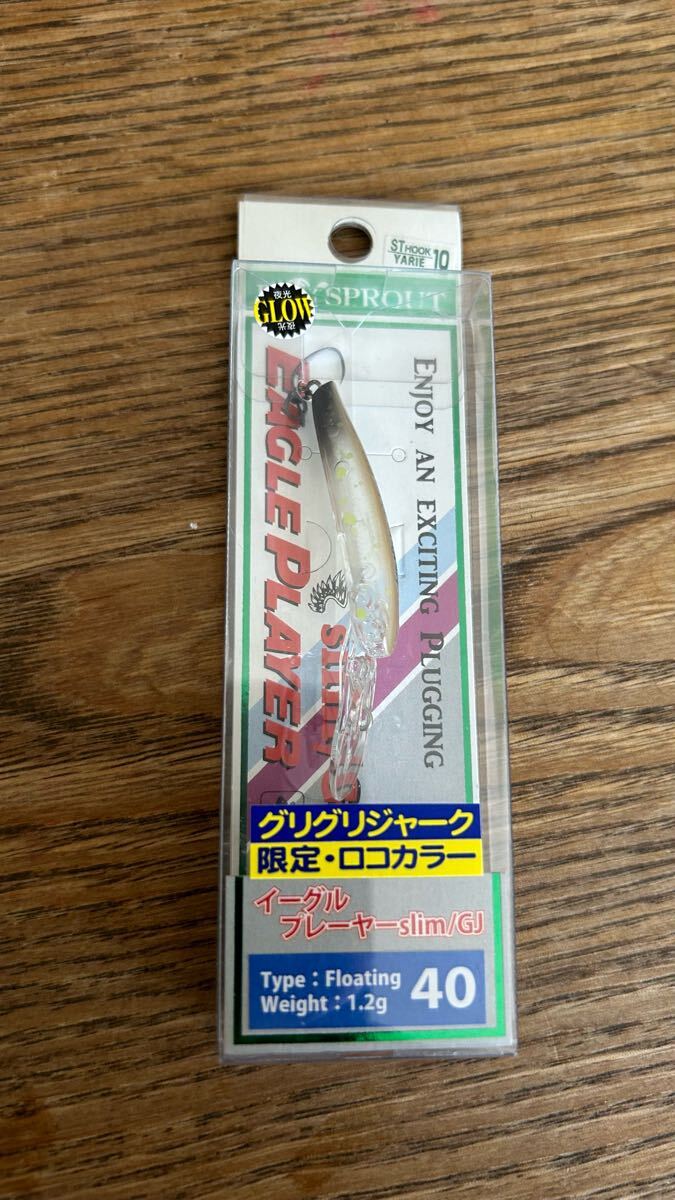 ST HOOK
YARIE 10
SPROUT
夜光
GLOW
夜光
ENJOY AN EXCITING PLUGGING
EAGLE PLAYER
グリグリジャーク
限定・ロコカラー
イーグル
プレーヤーslim/GJ
Type：Floating
Weight：1.2g
40